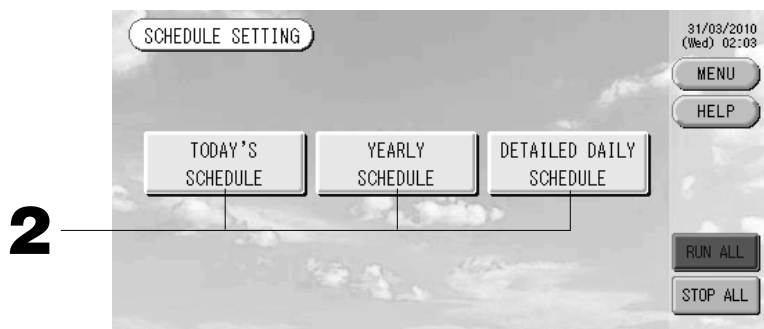 SCHEDULE SETTING
31/03/2010
(Wed) 02:03
MENU
HELP
TODAY'S
SCHEDULE
YEARLY
SCHEDULE
DETAILED DAILY
SCHEDULE
2
RUN ALL
STOP ALL